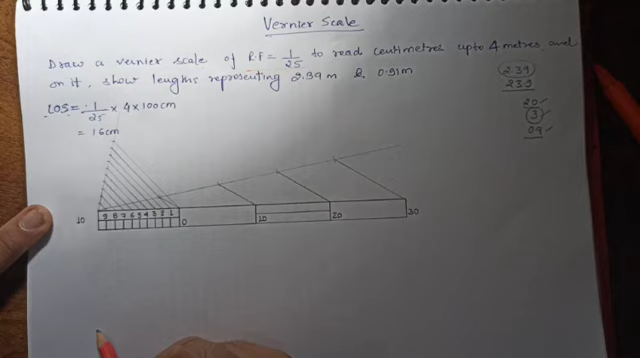 Vernier Scale
Draw a vernier scale of R.F = 1/25 to read centimetres upto 4 metres, and
on it, show lengths representing 2.39 m & 0.91m
LOS = 1/25 × 4 × 100cm
= 16cm
239
239
20
3
09
10 9 8 7 6 5 4 3 2 1 0 10 20 30